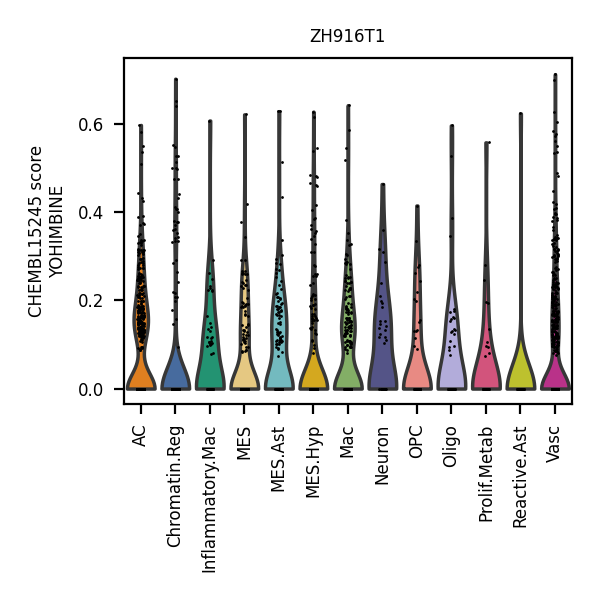 ZH916T1
CHEMBL15245 score
YOHIMBINE
0.6
0.4
0.2
0.0
AC
Chromatin.Reg
Inflammatory.Mac
MES
MES.Ast
MES.Hyp
Mac
Neuron
OPC
Oligo
Prolif.Metab
Reactive.Ast
Vasc